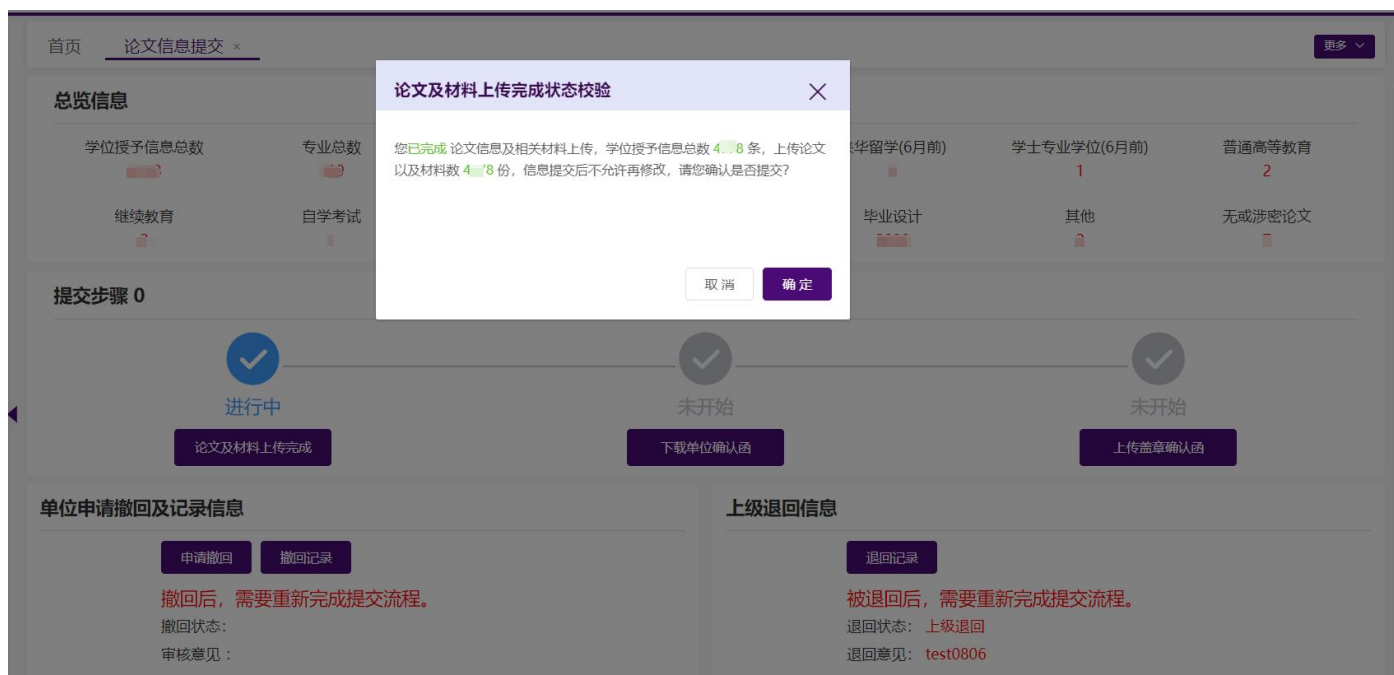 首页 论文信息提交 × 更多
论文及材料上传完成状态校验
总览信息
学位授予信息总数 专业总数 华留学(6月前) 学士专业学位(6月前) 普通高等教育
1 2
您已完成 论文信息及相关材料上传，学位授予信息总数 4 8 条，上传论文
以及材料数 4 8 份，信息提交后不允许再修改，请您确认是否提交?
继续教育 自学考试 毕业设计 其他 无或涉密论文
取消 确定
提交步骤 0
进行中 未开始 未开始
论文及材料上传完成 下载单位确认函 上传盖章确认函
单位申请撤回及记录信息 上级退回信息
申请撤回 撤回记录 退回记录
撤回后，需要重新完成提交流程。 被退回后，需要重新完成提交流程。
撤回状态： 退回状态： 上级退回
审核意见： 退回意见： test0806